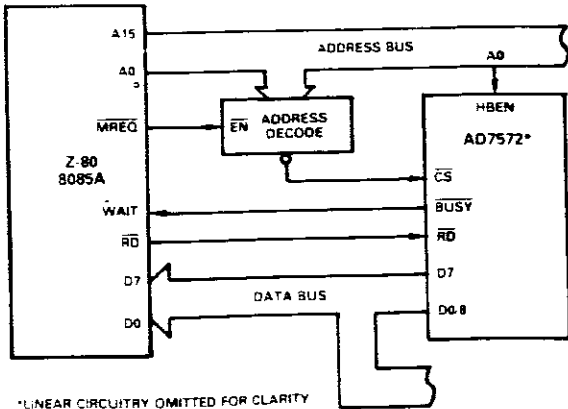 A15
ADDRESS BUS
A0
A0
HBEN
MREQ
EN
ADDRESS
DECODE
AD7572*
Z-80
8085A
CS
WAIT
BUSY
RD
RD
D7
D7
DATA BUS
D0
D0/8
*LINEAR CIRCUITRY OMITTED FOR CLARITY